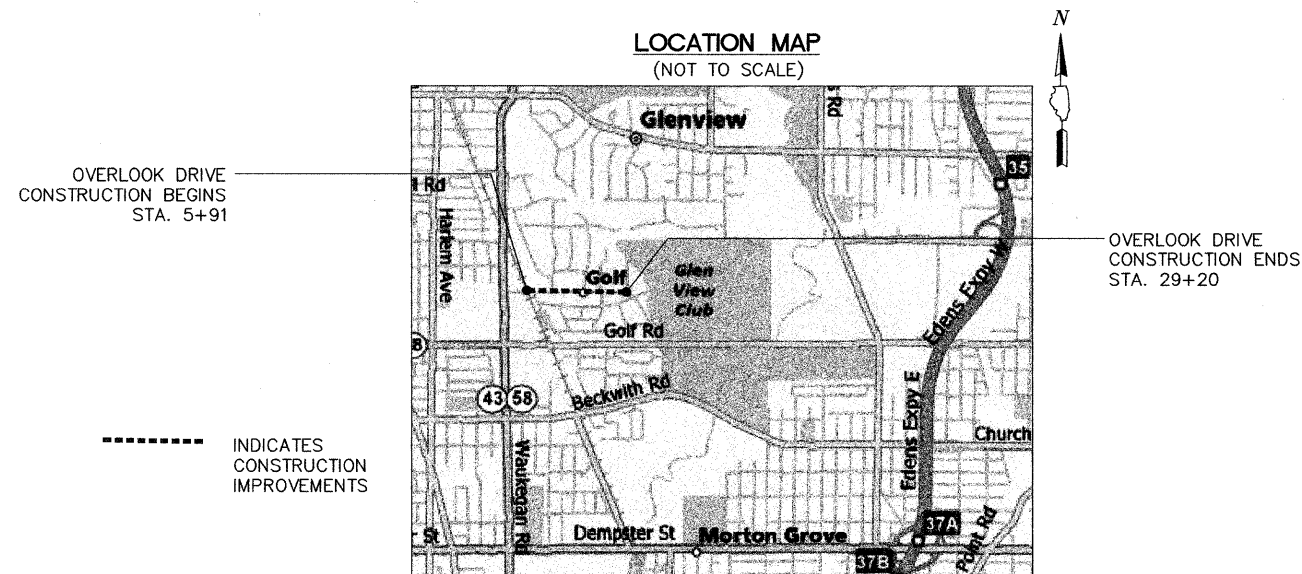 N
LOCATION MAP
(NOT TO SCALE)
Glenview
s Rd
35
OVERLOOK DRIVE
CONSTRUCTION BEGINS
STA. 5+91
l Rd
Harlem Ave
Edens Expy W
OVERLOOK DRIVE
CONSTRUCTION ENDS
STA. 29+20
Golf
Glen
View
Club
Golf Rd
8
Beckwith Rd
43 58
Edens Expy E
INDICATES
CONSTRUCTION
IMPROVEMENTS
Waukegan Rd
Church
r St
Dempster St
Morton Grove
37A
37B
Point Rd